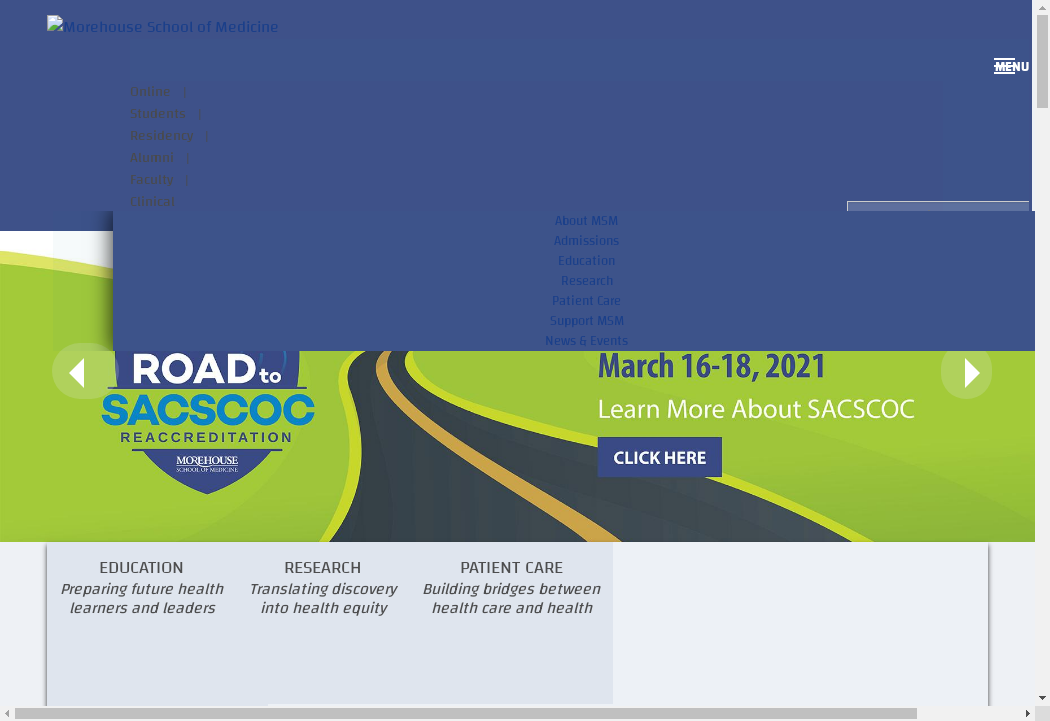 Morehouse School of Medicine
MENU
Online |
Students |
Residency |
Alumni |
Faculty |
Clinical
About MSM
Admissions
Education
Research
Patient Care
Support MSM
News & Events
ROAD to
SACSCOC
REACCREDITATION
MOREHOUSE
SCHOOL OF MEDICINE
March 16-18, 2021
Learn More About SACSCOC
CLICK HERE
EDUCATION
Preparing future health
learners and leaders
RESEARCH
Translating discovery
into health equity
PATIENT CARE
Building bridges between
health care and health